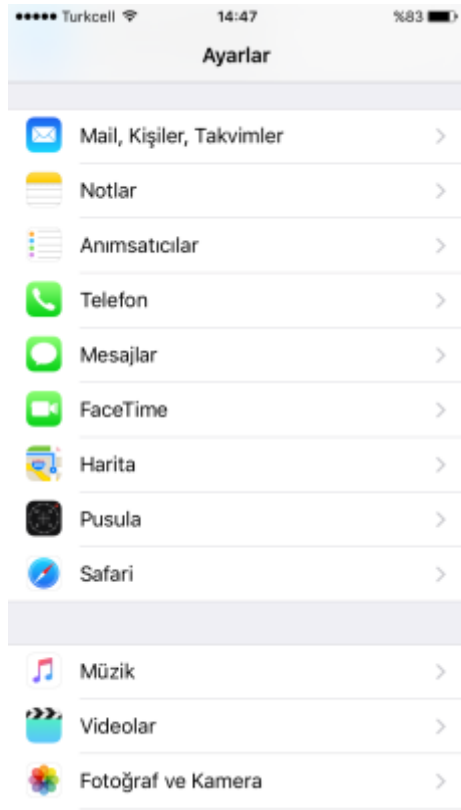 Turkcell 14:47 %83
Ayarlar
Mail, Kişiler, Takvimler
Notlar
Anımsatıcılar
Telefon
Mesajlar
FaceTime
Harita
Pusula
Safari
Müzik
Videolar
Fotoğraf ve Kamera